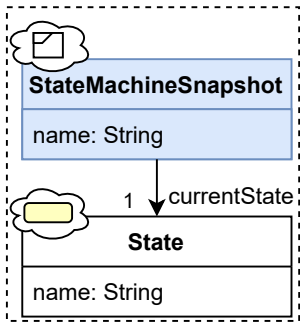 StateMachineSnapshot
name: String
1 currentState
State
name: String